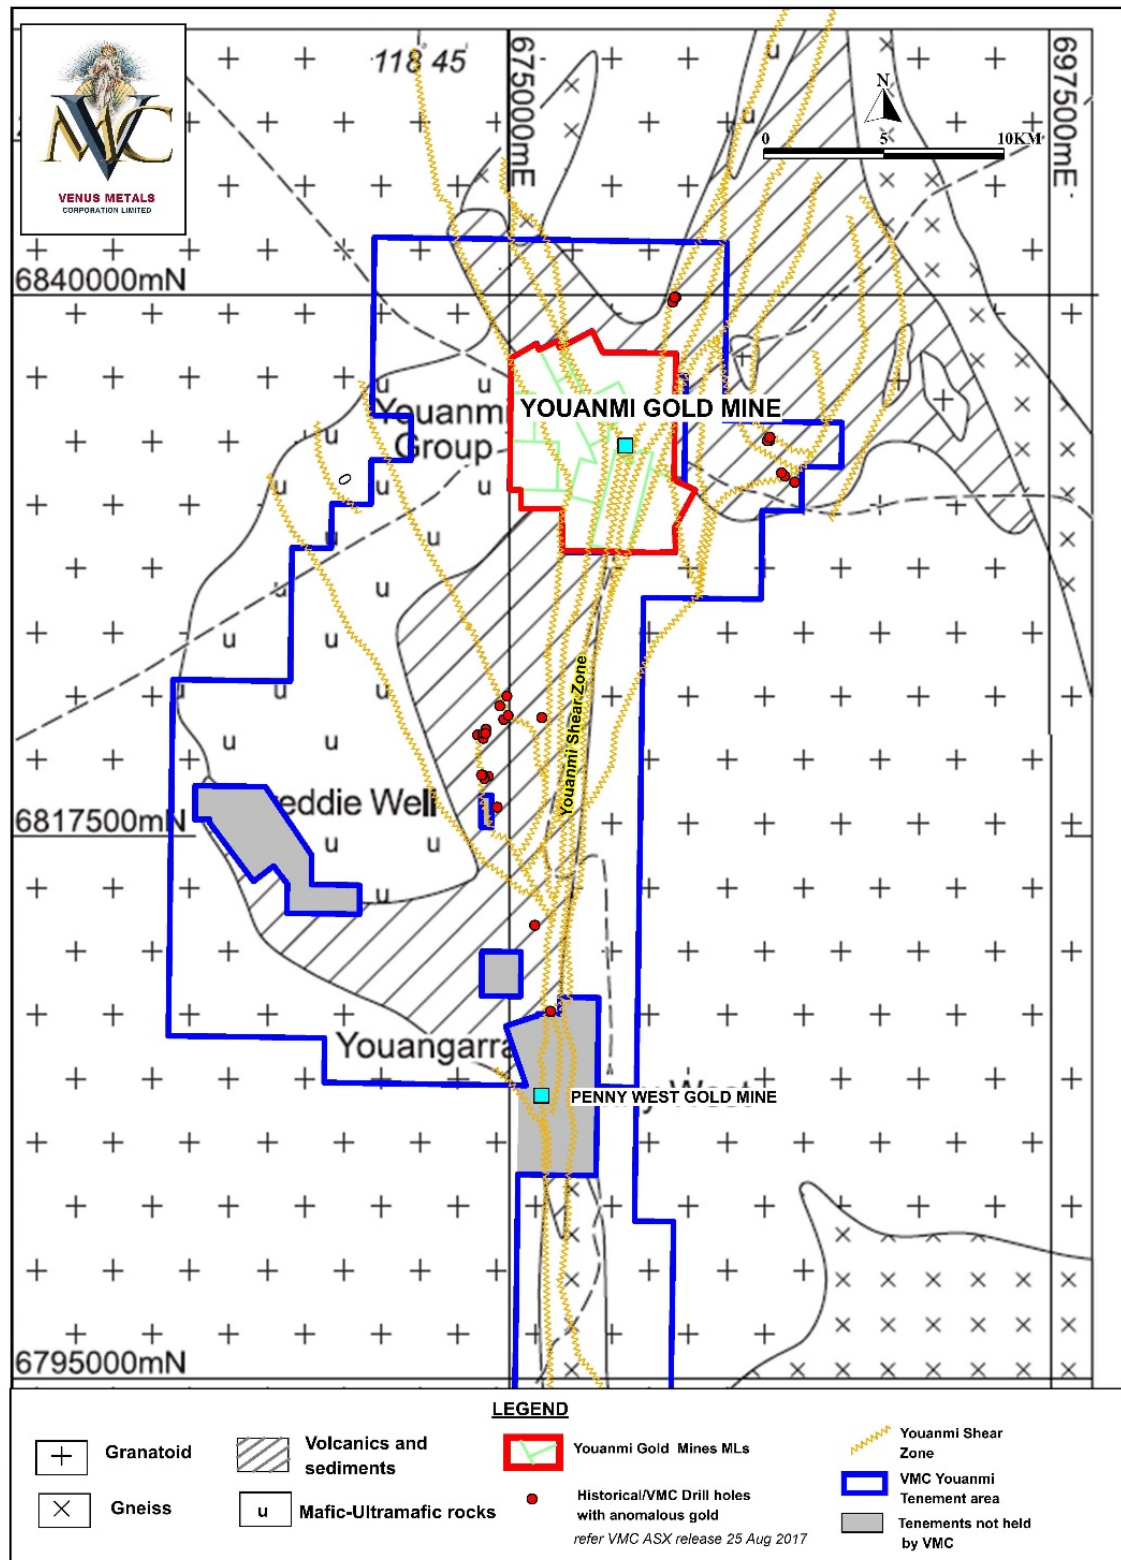 VMC
VENUS METALS
CORPORATION LIMITED
118° 45
675000mE
697500mE
N
0 5 10KM
6840000mN
Youanmi
Group
YOUANMI GOLD MINE
Youanmi Shear Zone
eddie Well
6817500mN
Youangarra
PENNY WEST GOLD MINE
6795000mN
LEGEND
Granatoid
Gneiss
Volcanics and
sediments
u Mafic-Ultramafic rocks
Youanmi Gold Mines MLs
Historical/VMC Drill holes
with anomalous gold
refer VMC ASX release 25 Aug 2017
Youanmi Shear
Zone
VMC Youanmi
Tenement area
Tenements not held
by VMC